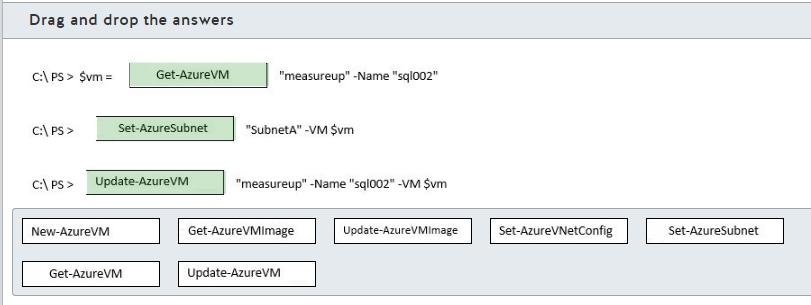 Drag and drop the answers
C:\ PS > $vm = Get-AzureVM "measureup" -Name "sql002"
C:\ PS > Set-AzureSubnet "SubnetA" -VM $vm
C:\ PS > Update-AzureVM "measureup" -Name "sql002" -VM $vm
New-AzureVM Get-AzureVMImage Update-AzureVMImage Set-AzureVNetConfig Set-AzureSubnet
Get-AzureVM Update-AzureVM